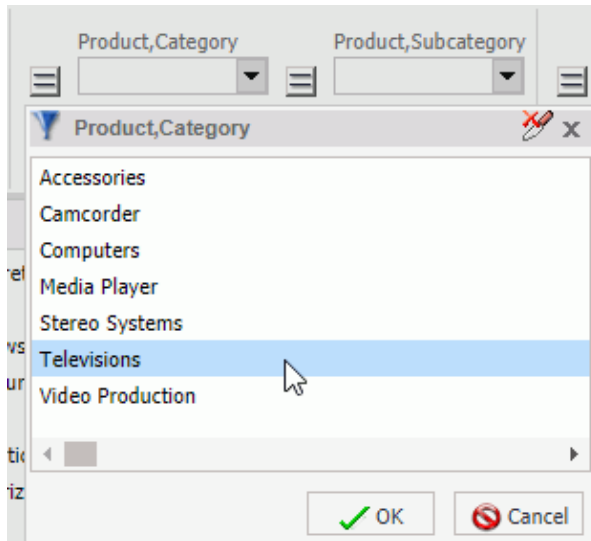 Product,Category Product,Subcategory
Product,Category
Accessories
Camcorder
Computers
Media Player
Stereo Systems
Televisions
Video Production
OK Cancel